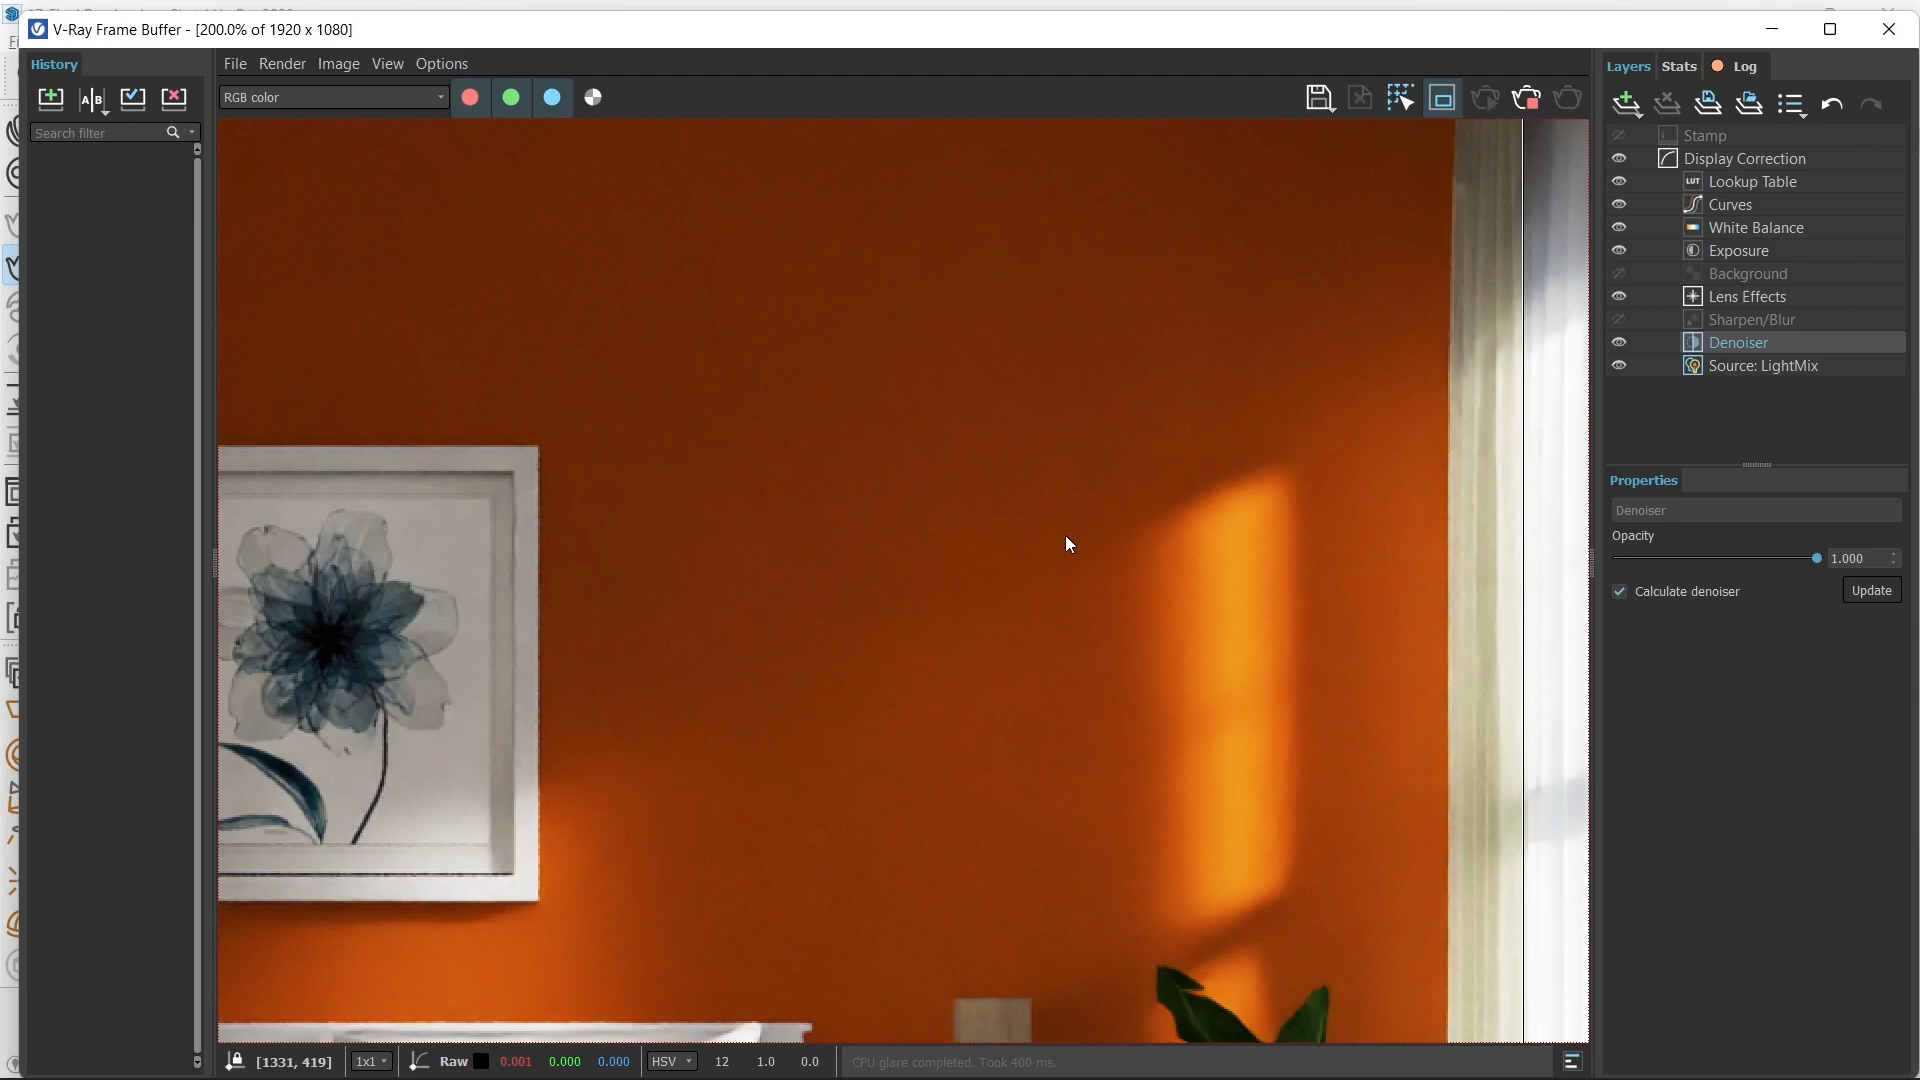 V-Ray Frame Buffer - [200.0% of 1920 x 1080]
History
File Render Image View Options
Layers Stats Log
RGB color
A|B
Search filter
Stamp
Display Correction
LUT Lookup Table
Curves
White Balance
Exposure
Background
Lens Effects
Sharpen/Blur
Denoiser
Source: LightMix
Properties
Denoiser
Opacity
1.000
Calculate denoiser Update
[1331, 419] 1x1 Raw 0.001 0.000 0.000 HSV 12 1.0 0.0 CPU glare completed. Took 400 ms.